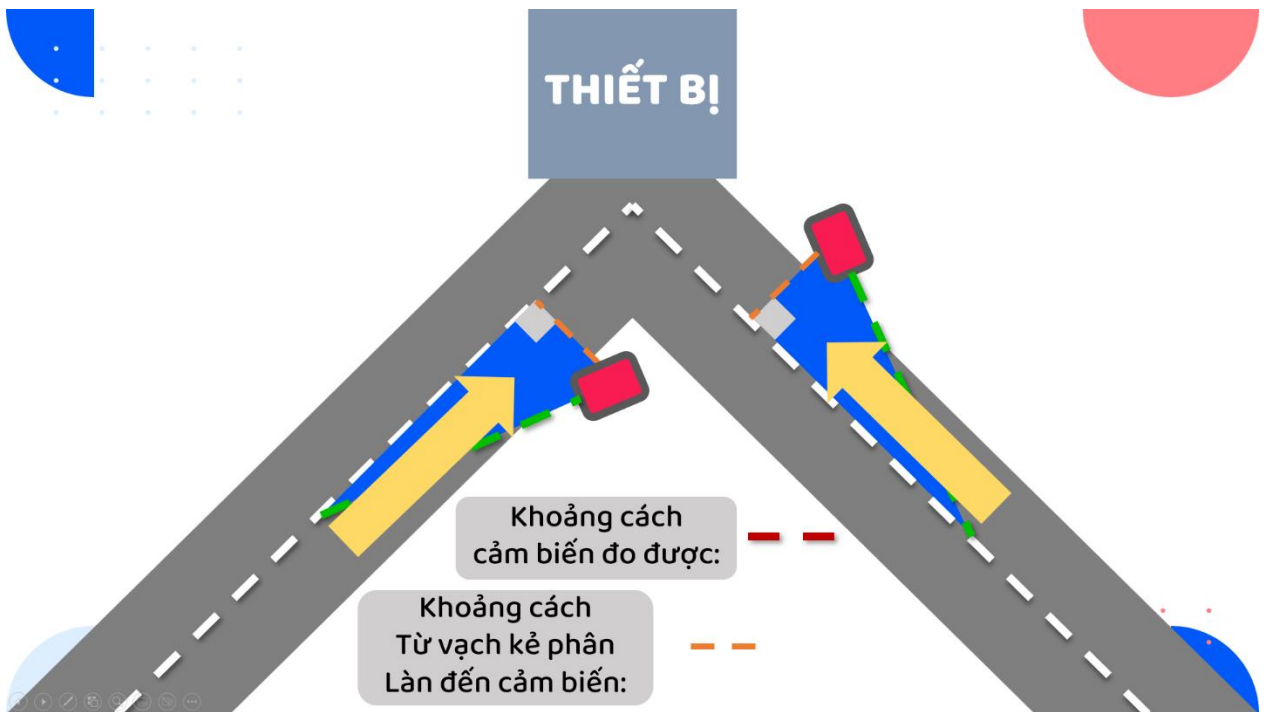 THIẾT BỊ
Khoảng cách
cảm biến đo được:
Khoảng cách
Từ vạch kẻ phân
Làn đến cảm biến: